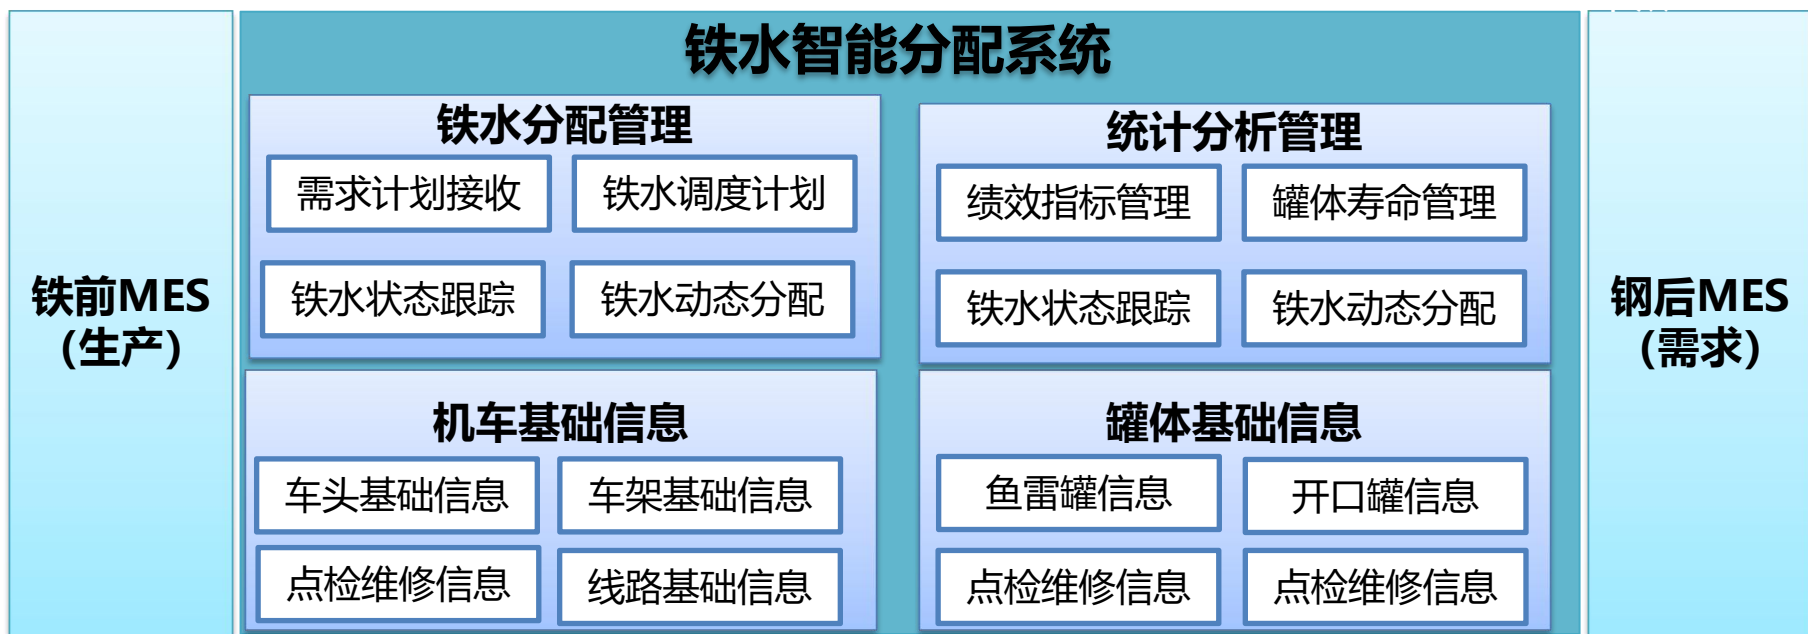 铁水智能分配系统
铁前MES
（生产）
铁水分配管理
需求计划接收
铁水调度计划
铁水状态跟踪
铁水动态分配
统计分析管理
绩效指标管理
罐体寿命管理
铁水状态跟踪
铁水动态分配
机车基础信息
车头基础信息
车架基础信息
点检维修信息
线路基础信息
罐体基础信息
鱼雷罐信息
开口罐信息
点检维修信息
点检维修信息
钢后MES
（需求）